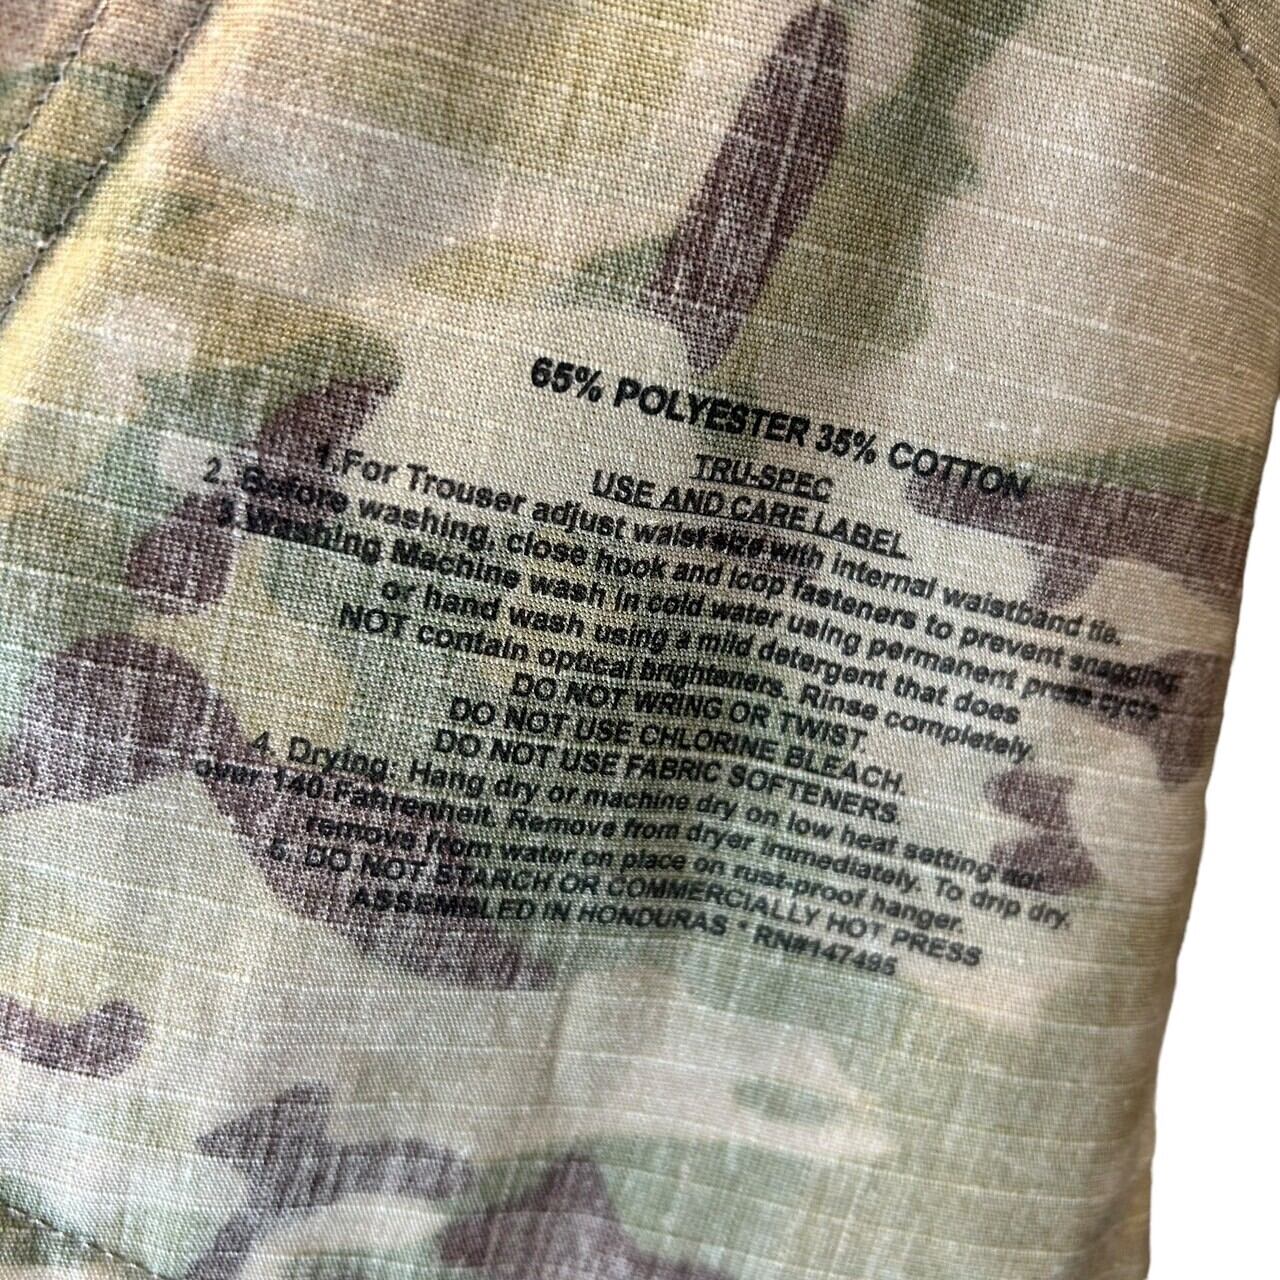 65% POLYESTER 35% COTTON
TRU-SPEC
USE AND CARE LABEL
1.For Trouser adjust waist size with internal waistband tie.
2. Before washing, close hook and loop fasteners to prevent snagging.
3.Washing Machine wash in cold water using permanent press cycle
or hand wash using a mild detergent that does
NOT contain optical brighteners. Rinse completely
DO NOT WRING OR TWIST.
DO NOT USE CHLORINE BLEACH.
DO NOT USE FABRIC SOFTENERS.
4. Drying: Hang dry or machine dry on low heat setting not
over 140.Fahrenheit. Remove from dryer immediately. To drip dry,
remove from water on place on rust-proof hanger.
5. DO NOT STARCH OR COMMERCIALLY HOT PRESS
ASSEMBLED IN HONDURAS * RN#147495